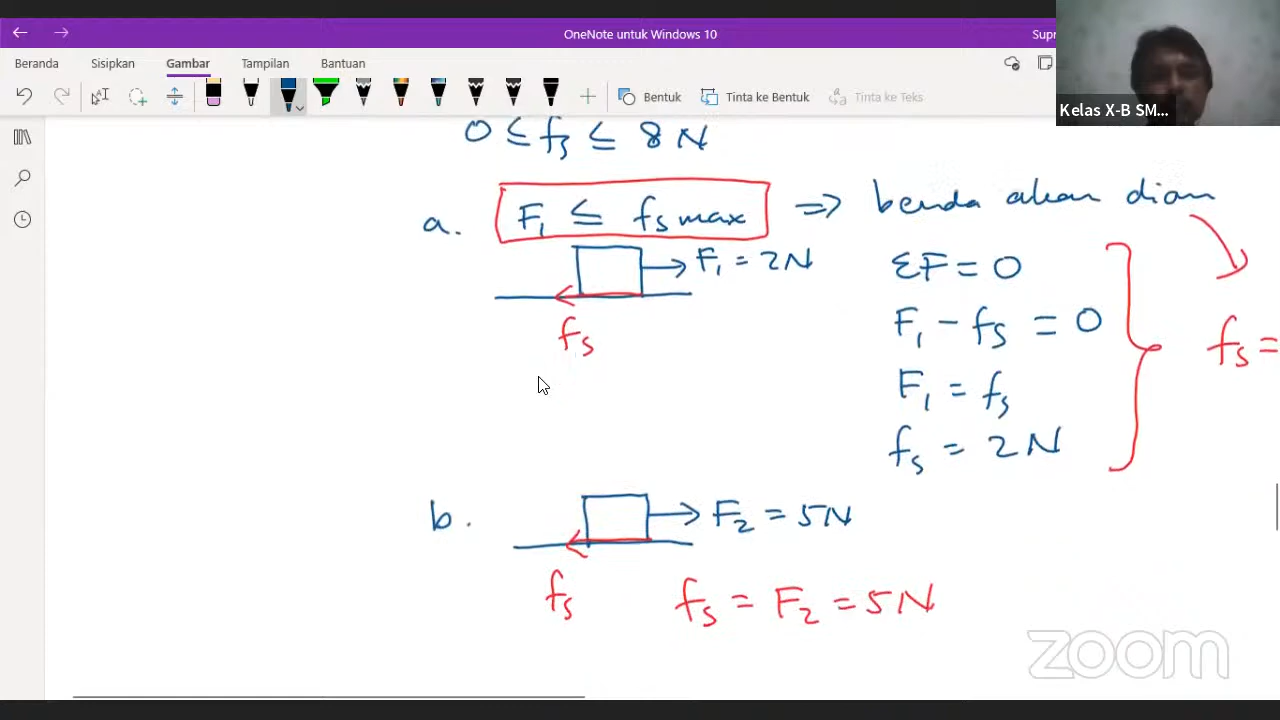 OneNote untuk Windows 10
Supr
Beranda Sisipkan Gambar Tampilan Bantuan
Bentuk Tinta ke Bentuk Tinta ke Teks
Kelas X-B SM...
0 ≤ fs ≤ 8 N
a. F₁ ≤ fs max => benda akan diam
F₁ = 2N
fs
ΣF = 0
F₁ - fs = 0
F₁ = fs
fs = 2N
fs =
b. F₂ = 5N
fs
fs = F₂ = 5N
zoom